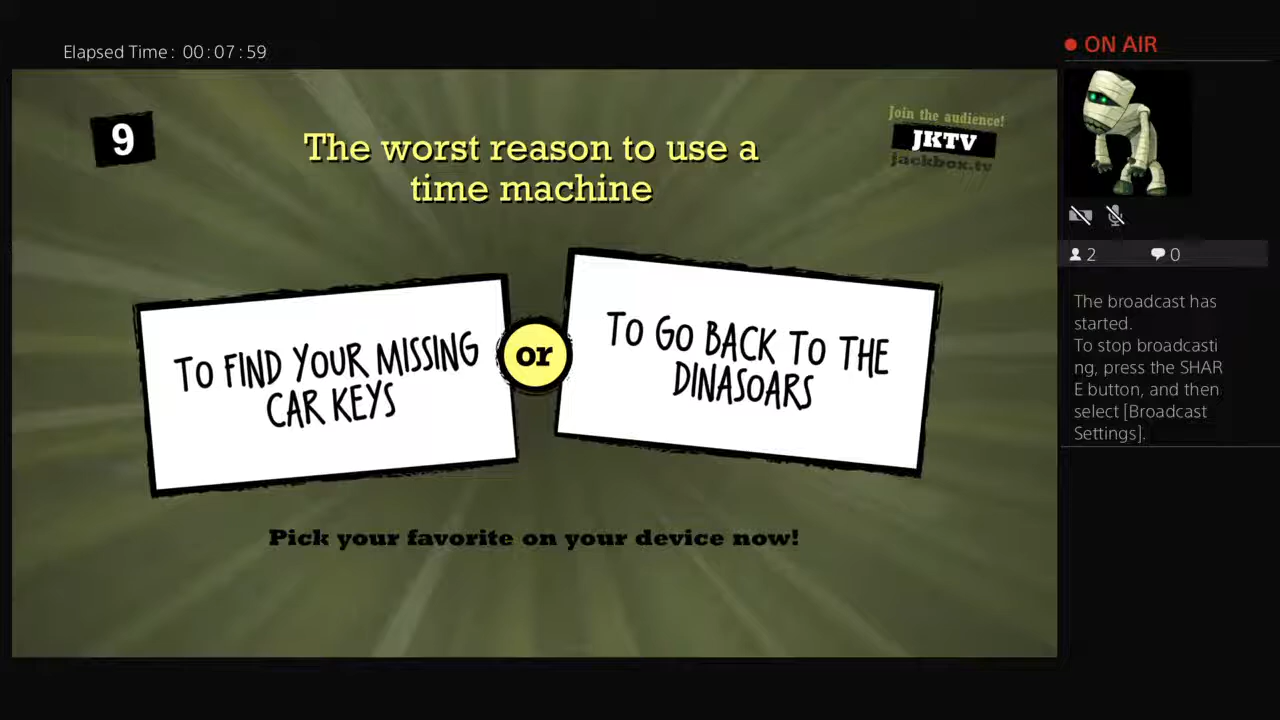 Elapsed Time: 00:07:59
ON AIR
9
The worst reason to use a
time machine
Join the audience!
JKTV
jackbox.tv
TO FIND YOUR MISSING
CAR KEYS
or
TO GO BACK TO THE
DINASOARS
Pick your favorite on your device now!
2
0
The broadcast has
started.
To stop broadcasti
ng, press the SHAR
E button, and then
select [Broadcast
Settings].